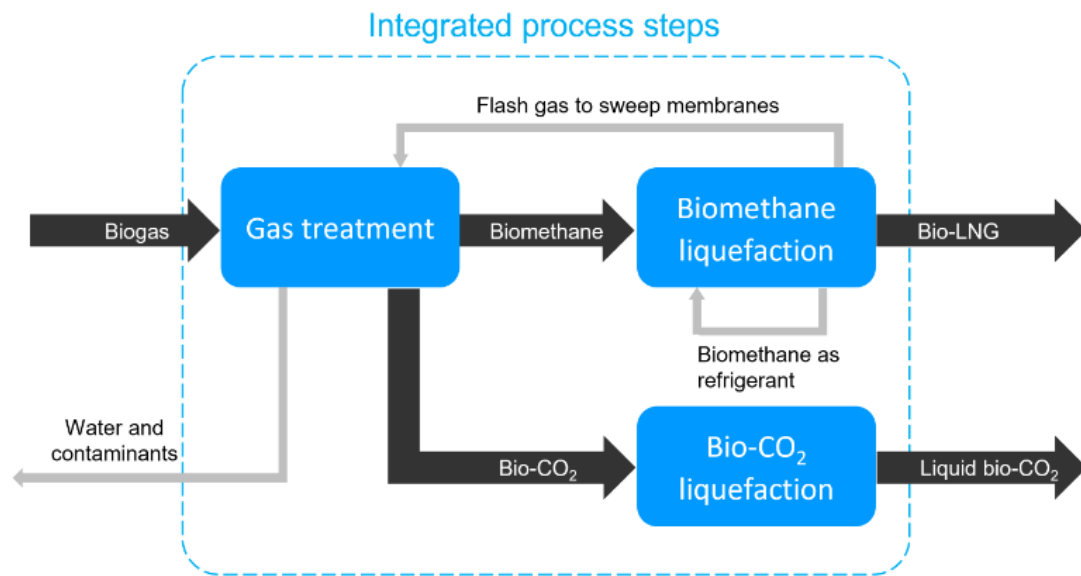 Integrated process steps
Flash gas to sweep membranes
Biogas
Gas treatment
Biomethane
Biomethane
liquefaction
Bio-LNG
Biomethane as
refrigerant
Water and
contaminants
Bio-CO₂
Bio-CO₂
liquefaction
Liquid bio-CO₂